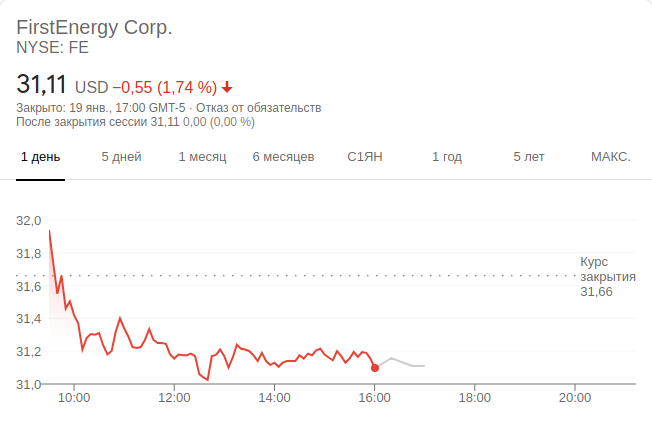 FirstEnergy Corp.
NYSE: FE
31,11 USD −0,55 (1,74 %)
Закрыто: 19 янв., 17:00 GMT-5 · Отказ от обязательств
После закрытия сессии 31,11 0,00 (0,00 %)
1 день 5 дней 1 месяц 6 месяцев С1ЯН 1 год 5 лет МАКС.
32,0
31,8
Курс
закрытия
31,66
31,6
31,4
31,2
31,0
10:00 12:00 14:00 16:00 18:00 20:00